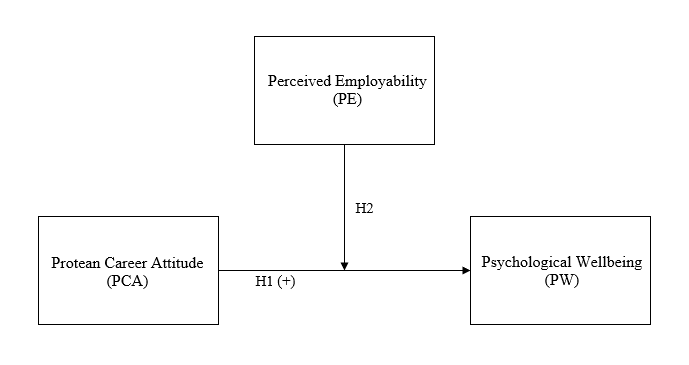 Perceived Employability
(PE)
H2
Protean Career Attitude
(PCA)
H1 (+)
Psychological Wellbeing
(PW)